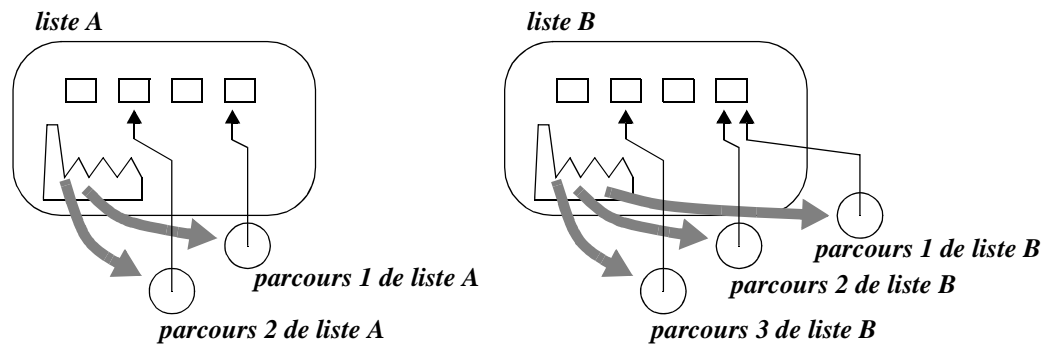 liste A
liste B
parcours 1 de liste B
parcours 1 de liste A
parcours 2 de liste B
parcours 2 de liste A
parcours 3 de liste B